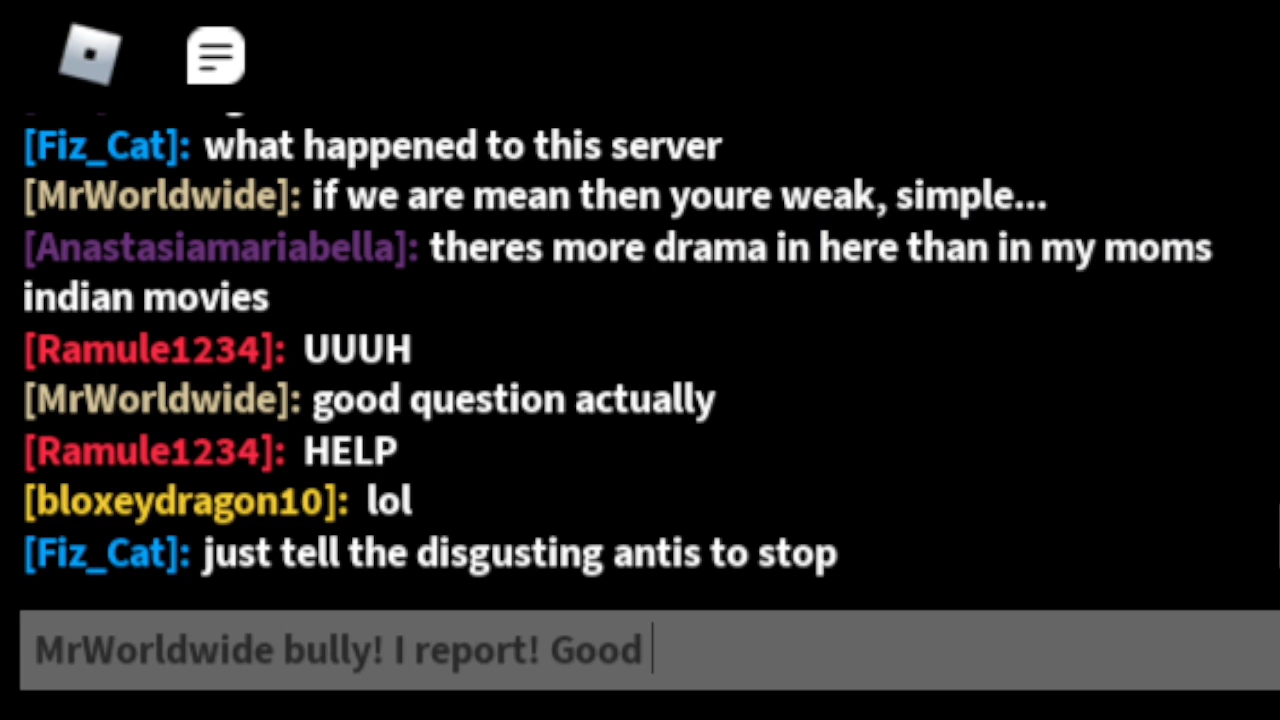 [Fiz_Cat]: what happened to this server
[MrWorldwide]: if we are mean then youre weak, simple...
[Anastasiamariabella]: theres more drama in here than in my moms
indian movies
[Ramule1234]: UUUH
[MrWorldwide]: good question actually
[Ramule1234]: HELP
[bloxeydragon10]: lol
[Fiz_Cat]: just tell the disgusting antis to stop
MrWorldwide bully! I report! Good